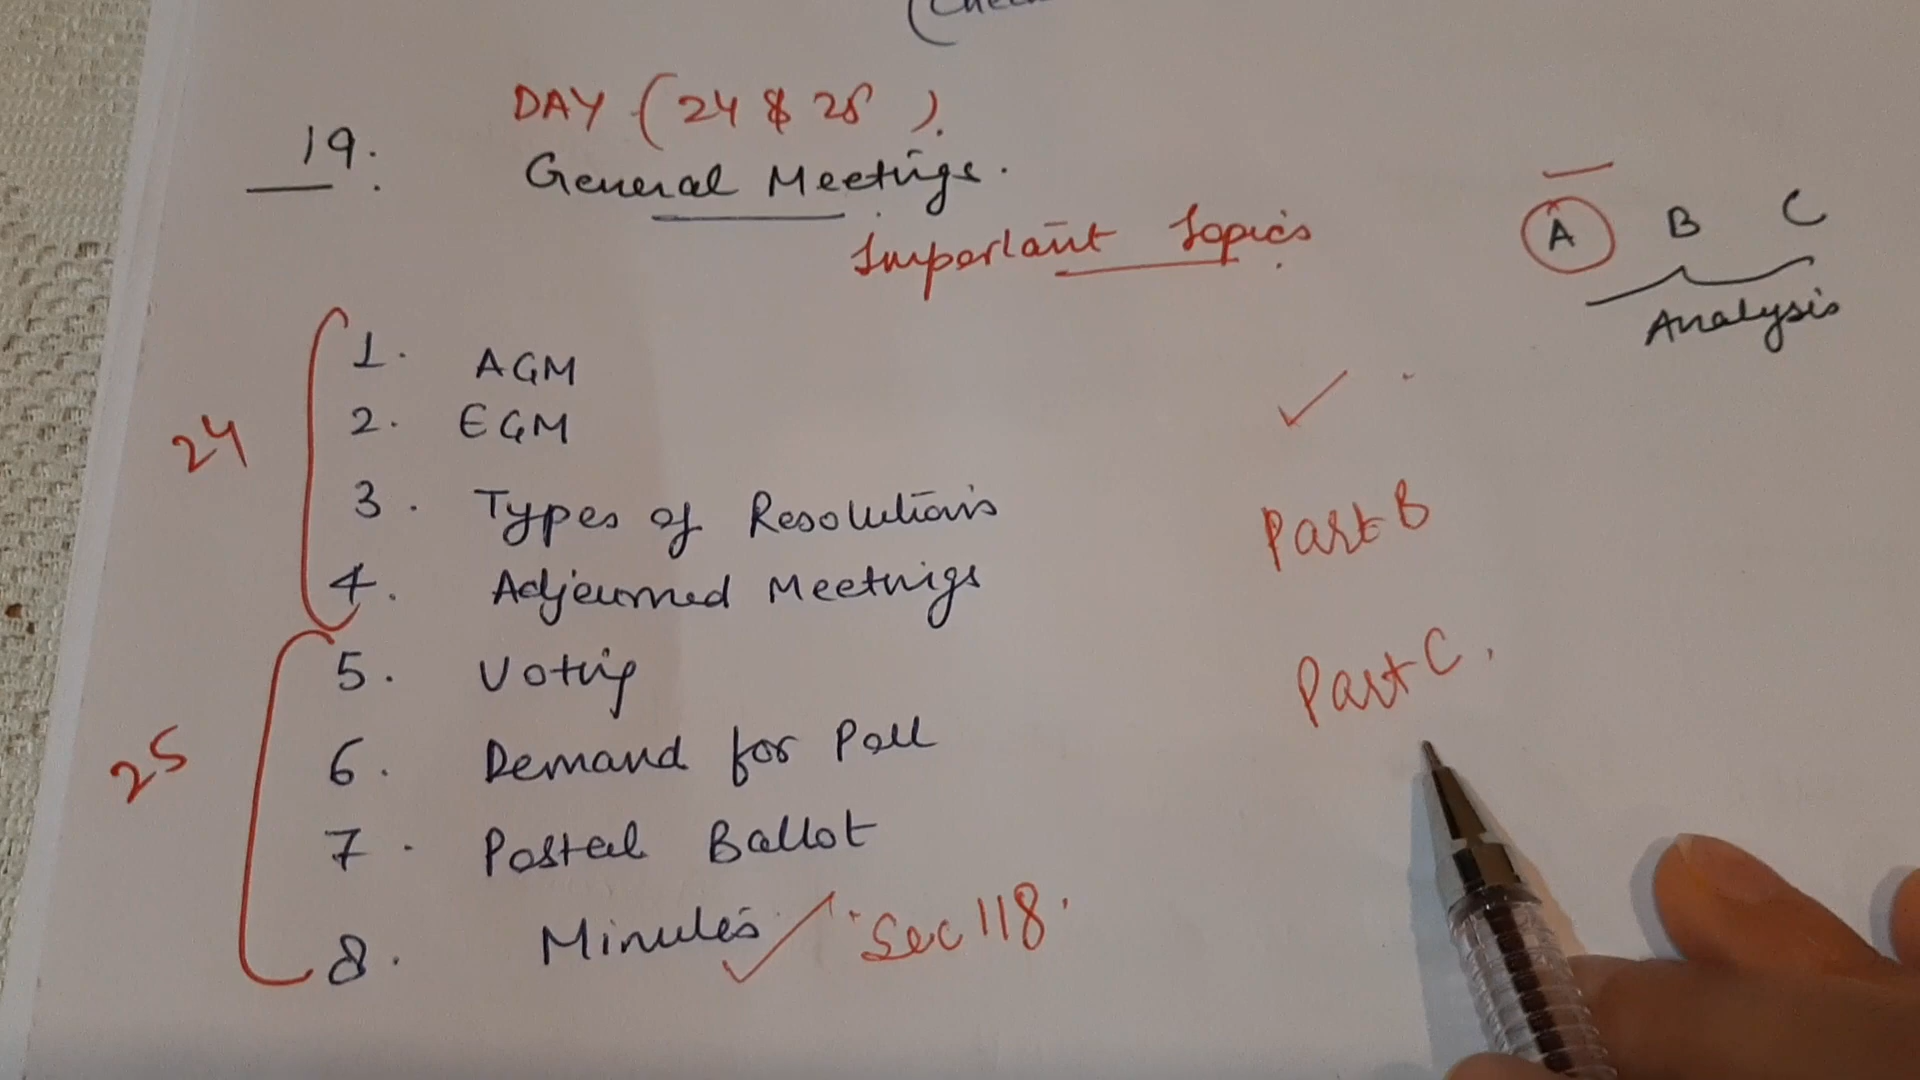 DAY (24 & 25).
19.
General Meetings.
Important Topics
A B C
Analysis
24
1. AGM
2. EGM
3. Types of Resolutions
4. Adjourned Meetings
Part B
25
5. Voting
Part C.
6. Demand for Poll
7. Postal Ballot
8. Minutes Sec 118.